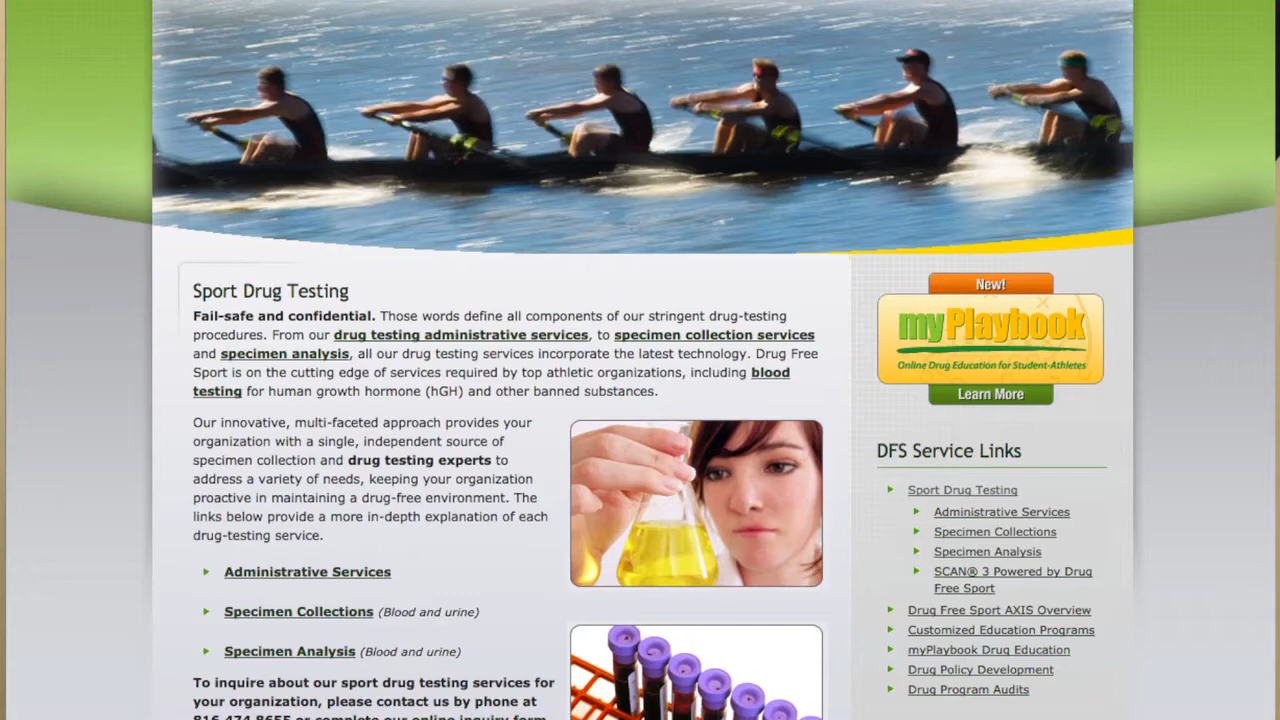 Sport Drug Testing
Fail-safe and confidential. Those words define all components of our stringent drug-testing
procedures. From our drug testing administrative services, to specimen collection services
and specimen analysis, all our drug testing services incorporate the latest technology. Drug Free
Sport is on the cutting edge of services required by top athletic organizations, including blood
testing for human growth hormone (hGH) and other banned substances.
Our innovative, multi-faceted approach provides your
organization with a single, independent source of
specimen collection and drug testing experts to
address a variety of needs, keeping your organization
proactive in maintaining a drug-free environment. The
links below provide a more in-depth explanation of each
drug-testing service.
Administrative Services
Specimen Collections (Blood and urine)
Specimen Analysis (Blood and urine)
To inquire about our sport drug testing services for
your organization, please contact us by phone at
816.474.8655 or complete our online inquiry form
New!
myPlaybook
Online Drug Education for Student-Athletes
Learn More
DFS Service Links
Sport Drug Testing
Administrative Services
Specimen Collections
Specimen Analysis
SCAN® 3 Powered by Drug
Free Sport
Drug Free Sport AXIS Overview
Customized Education Programs
myPlaybook Drug Education
Drug Policy Development
Drug Program Audits